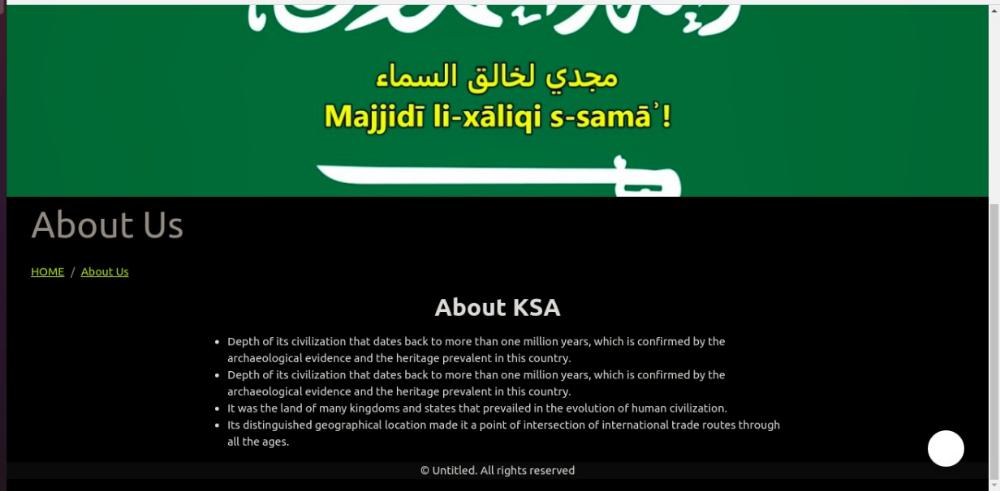 مجدي لخالق السماء
Majjidī li-xāliqi s-samāʾ!
About Us
HOME / About Us
About KSA
• Depth of its civilization that dates back to more than one million years, which is confirmed by the
archaeological evidence and the heritage prevalent in this country.
• Depth of its civilization that dates back to more than one million years, which is confirmed by the
archaeological evidence and the heritage prevalent in this country.
• It was the land of many kingdoms and states that prevailed in the evolution of human civilization.
• Its distinguished geographical location made it a point of intersection of international trade routes through
all the ages.
© Untitled. All rights reserved